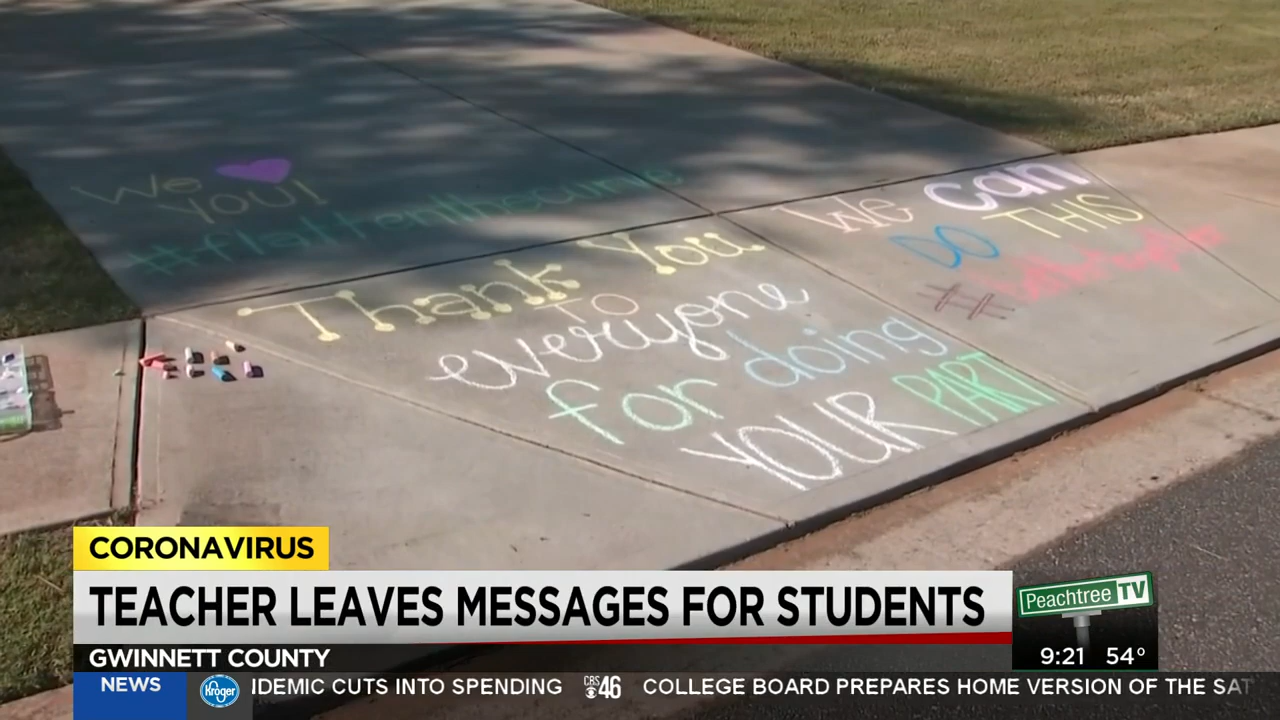 We
YOU!
#flattenthecurve
Thank You
To
everyone
for doing
YOUR PART
We can
DO THIS
#
CORONAVIRUS
TEACHER LEAVES MESSAGES FOR STUDENTS
GWINNETT COUNTY
Peachtree TV
9:21 54°
NEWS
Kroger
NDEMIC CUTS INTO SPENDING
CBS 46
COLLEGE BOARD PREPARES HOME VERSION OF THE SAT